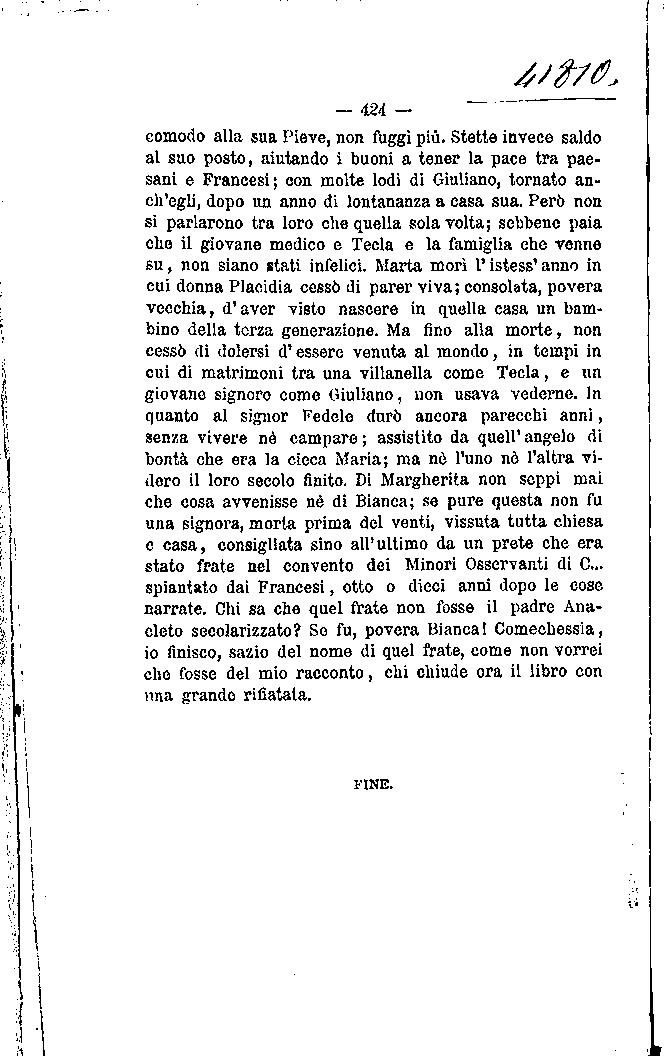 41810.
— 424 —
comodo alla sua Pieve, non fuggì più. Stette invece saldo
al suo posto, aiutando i buoni a tener la pace tra pae-
sani e Francesi; con molte lodi di Giuliano, tornato an-
ch'egli, dopo un anno di lontananza a casa sua. Però non
si parlarono tra loro che quella sola volta; sebbene paia
che il giovane medico e Tecla e la famiglia che venne
su, non siano stati infelici. Marta morì l'istess'anno in
cui donna Placidia cessò di parer viva; consolata, povera
vecchia, d'aver visto nascere in quella casa un bam-
bino della terza generazione. Ma fino alla morte, non
cessò di dolersi d'essere venuta al mondo, in tempi in
cui di matrimoni tra una villanella come Tecla, e un
giovane signore come Giuliano, non usava vederne. In
quanto al signor Fedele durò ancora parecchi anni,
senza vivere nè campare; assistito da quell'angelo di
bontà che era la cieca Maria; ma nè l'uno nè l'altra vi-
dero il loro secolo finito. Di Margherita non seppi mai
che cosa avvenisse nè di Bianca; se pure questa non fu
una signora, morta prima del venti, vissuta tutta chiesa
e casa, consigliata sino all'ultimo da un prete che era
stato frate nel convento dei Minori Osservanti di C...
spiantato dai Francesi, otto o dieci anni dopo le cose
narrate. Chi sa che quel frate non fosse il padre Ana-
cleto secolarizzato? Se fu, povera Bianca! Comechessia,
io finisco, sazio del nome di quel frate, come non vorrei
che fosse del mio racconto, chi chiude ora il libro con
una grande rifiatata.
FINE.